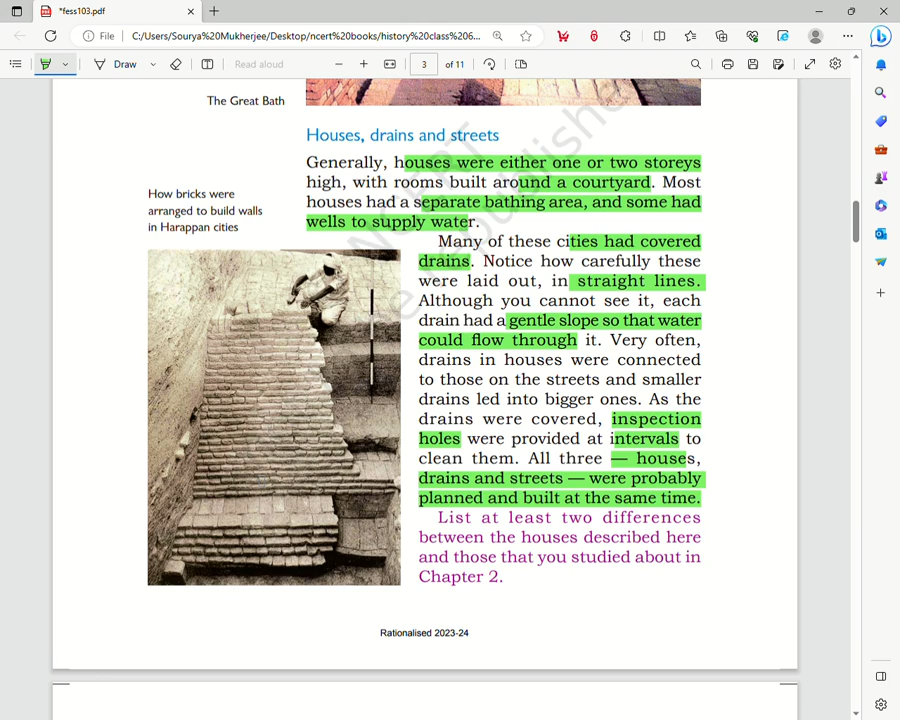 *fess103.pdf
File
C:/Users/Sourya%20Mukherjee/Desktop/ncert%20books/history%20class%206...
Draw
Read aloud
3
of 11
The Great Bath
Houses, drains and streets
Generally, houses were either one or two storeys
high, with rooms built around a courtyard. Most
houses had a separate bathing area, and some had
wells to supply water.
How bricks were
arranged to build walls
in Harappan cities
Many of these cities had covered
drains. Notice how carefully these
were laid out, in straight lines.
Although you cannot see it, each
drain had a gentle slope so that water
could flow through it. Very often,
drains in houses were connected
to those on the streets and smaller
drains led into bigger ones. As the
drains were covered, inspection
holes were provided at intervals to
clean them. All three — houses,
drains and streets — were probably
planned and built at the same time.
List at least two differences
between the houses described here
and those that you studied about in
Chapter 2.
Rationalised 2023-24